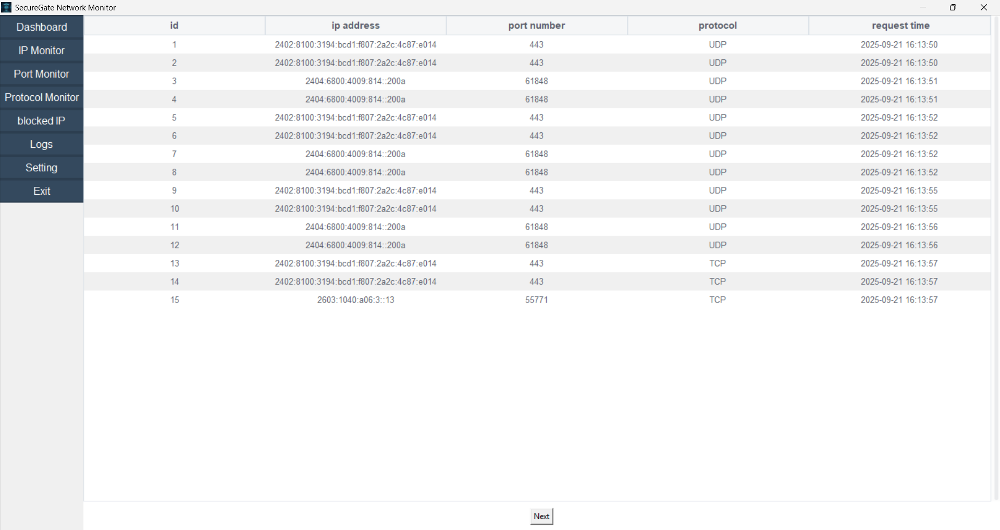 SecureGate Network Monitor
Dashboard
IP Monitor
Port Monitor
Protocol Monitor
blocked IP
Logs
Setting
Exit
id ip address port number protocol request time
1 2402:8100:3194:bcd1:f807:2a2c:4c87:e014 443 UDP 2025-09-21 16:13:50
2 2402:8100:3194:bcd1:f807:2a2c:4c87:e014 443 UDP 2025-09-21 16:13:50
3 2404:6800:4009:814::200a 61848 UDP 2025-09-21 16:13:51
4 2404:6800:4009:814::200a 61848 UDP 2025-09-21 16:13:51
5 2402:8100:3194:bcd1:f807:2a2c:4c87:e014 443 UDP 2025-09-21 16:13:52
6 2402:8100:3194:bcd1:f807:2a2c:4c87:e014 443 UDP 2025-09-21 16:13:52
7 2404:6800:4009:814::200a 61848 UDP 2025-09-21 16:13:52
8 2404:6800:4009:814::200a 61848 UDP 2025-09-21 16:13:52
9 2402:8100:3194:bcd1:f807:2a2c:4c87:e014 443 UDP 2025-09-21 16:13:55
10 2402:8100:3194:bcd1:f807:2a2c:4c87:e014 443 UDP 2025-09-21 16:13:55
11 2404:6800:4009:814::200a 61848 UDP 2025-09-21 16:13:56
12 2404:6800:4009:814::200a 61848 UDP 2025-09-21 16:13:56
13 2402:8100:3194:bcd1:f807:2a2c:4c87:e014 443 TCP 2025-09-21 16:13:57
14 2402:8100:3194:bcd1:f807:2a2c:4c87:e014 443 TCP 2025-09-21 16:13:57
15 2603:1040:a06:3::13 55771 TCP 2025-09-21 16:13:57
Next